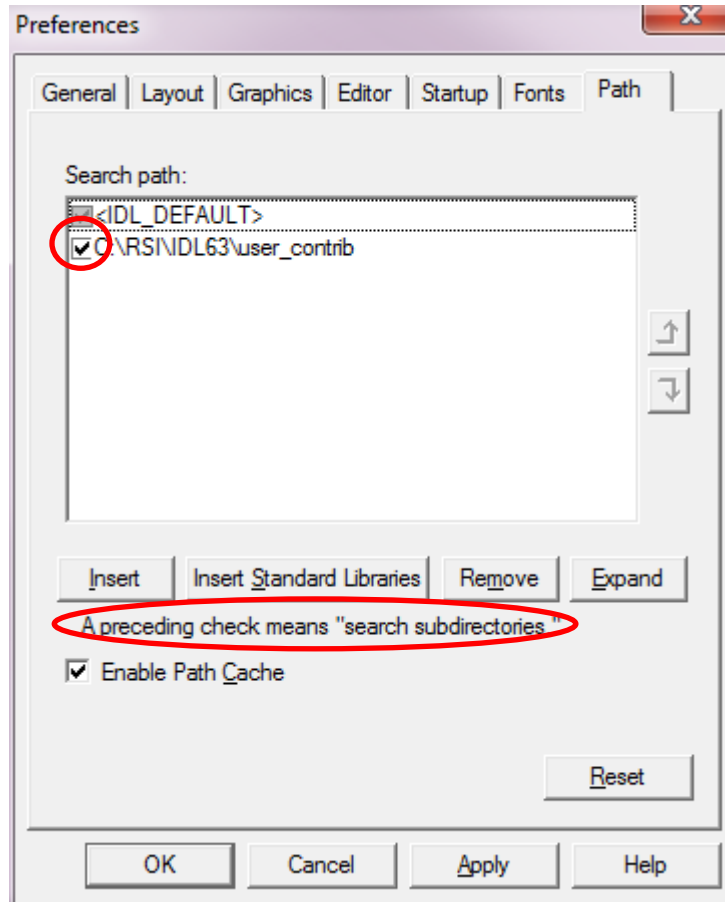 Preferences
General Layout Graphics Editor Startup Fonts Path
Search path:
<IDL_DEFAULT>
C:\RSI\IDL63\user_contrib
Insert Insert Standard Libraries Remove Expand
A preceding check means "search subdirectories."
Enable Path Cache
Reset
OK Cancel Apply Help